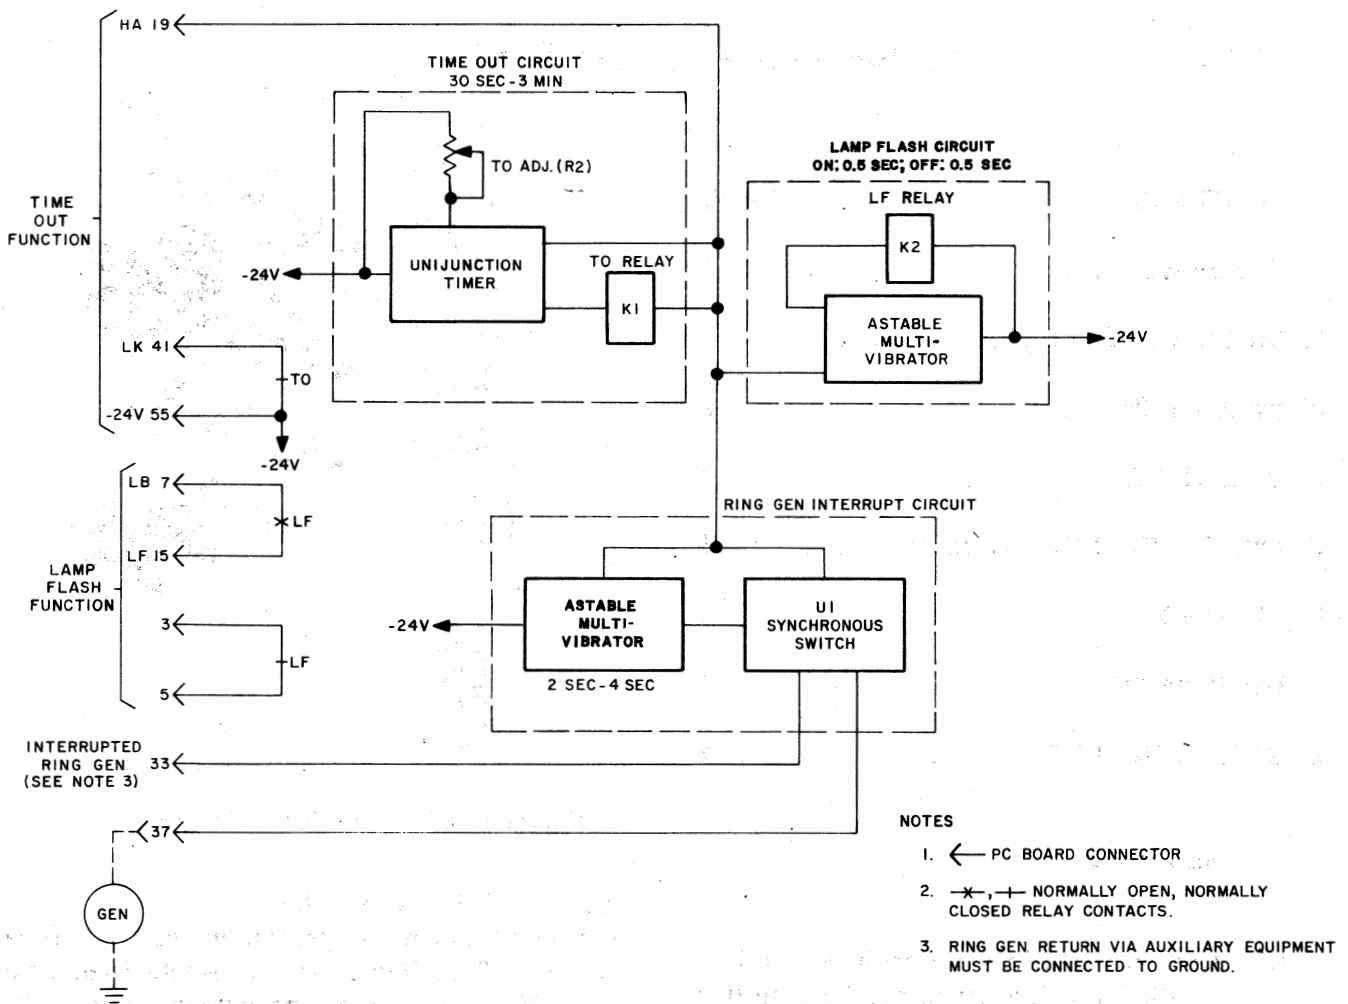 HA 19
TIME OUT CIRCUIT
30 SEC-3 MIN
TO ADJ.(R2)
LAMP FLASH CIRCUIT
ON: 0.5 SEC; OFF: 0.5 SEC
LF RELAY
K2
TIME
OUT
FUNCTION
-24V
UNIJUNCTION
TIMER
TO RELAY
K1
ASTABLE
MULTI-
VIBRATOR
-24V
LK 41
TO
-24V 55
-24V
LB 7
LF
LF 15
LAMP
FLASH
FUNCTION
3
LF
5
RING GEN INTERRUPT CIRCUIT
-24V
ASTABLE
MULTI-
VIBRATOR
2 SEC-4 SEC
U1
SYNCHRONOUS
SWITCH
INTERRUPTED
RING GEN.
(SEE NOTE 3)
33
37
GEN
NOTES
1. PC BOARD CONNECTOR
2. , NORMALLY OPEN, NORMALLY
CLOSED RELAY CONTACTS.
3. RING GEN. RETURN VIA AUXILIARY EQUIPMENT
MUST BE CONNECTED TO GROUND.